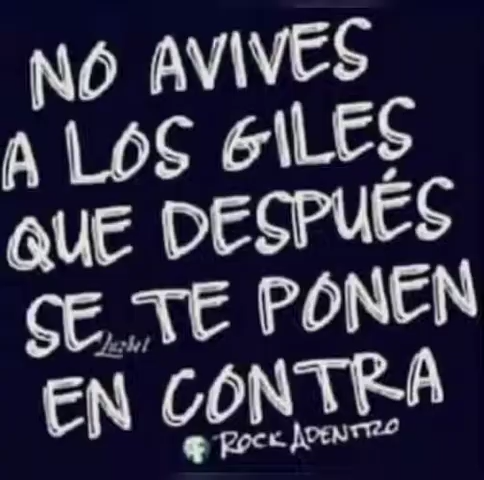 NO AVIVES
A LOS GILES
QUE DESPUÉS
SE TE PONEN
EN CONTRA
ROCK ADENTRO